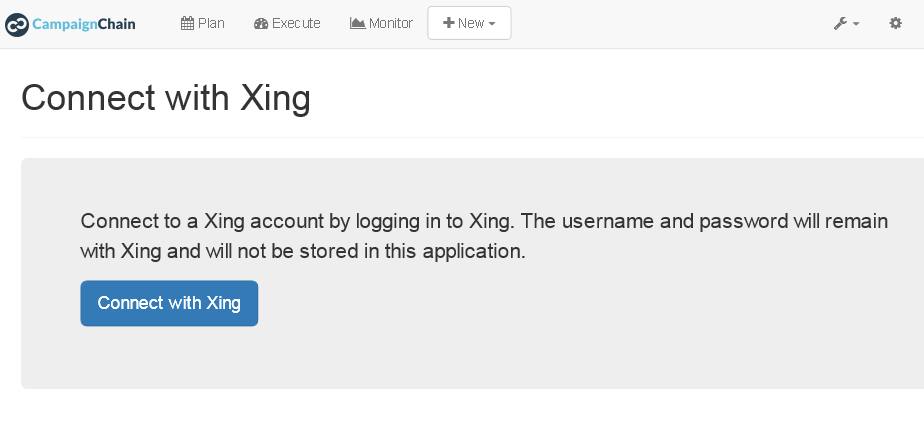 CampaignChain Plan Execute Monitor New
Connect with Xing
Connect to a Xing account by logging in to Xing. The username and password will remain
with Xing and will not be stored in this application.
Connect with Xing